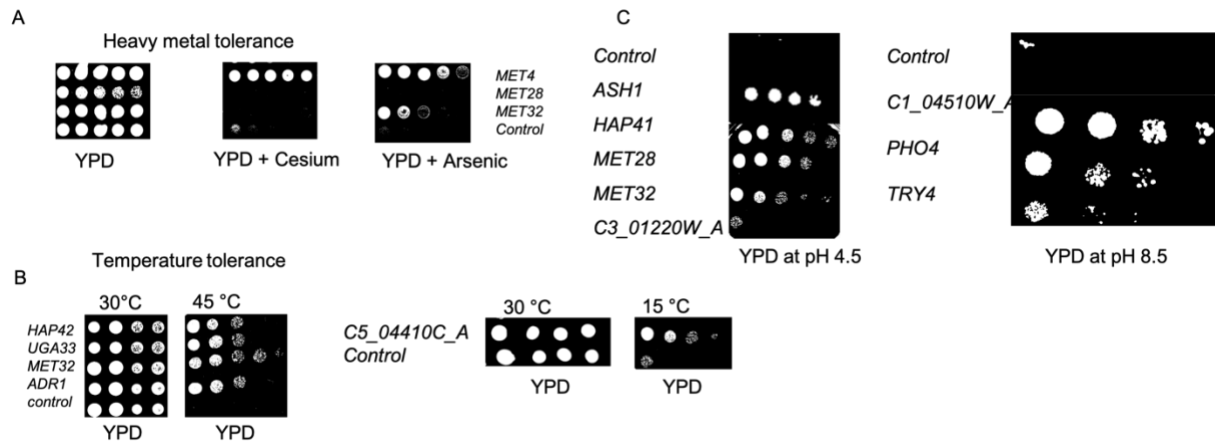 A
Heavy metal tolerance
MET4
MET28
MET32
Control
YPD
YPD + Cesium
YPD + Arsenic
Temperature tolerance
B
30°C
45 °C
HAP42
UGA33
MET32
ADR1
control
YPD
YPD
30 °C
15 °C
C5_04410C_A
Control
YPD
YPD
C
Control
ASH1
HAP41
MET28
MET32
C3_01220W_A
YPD at pH 4.5
Control
C1_04510W_A
PHO4
TRY4
YPD at pH 8.5